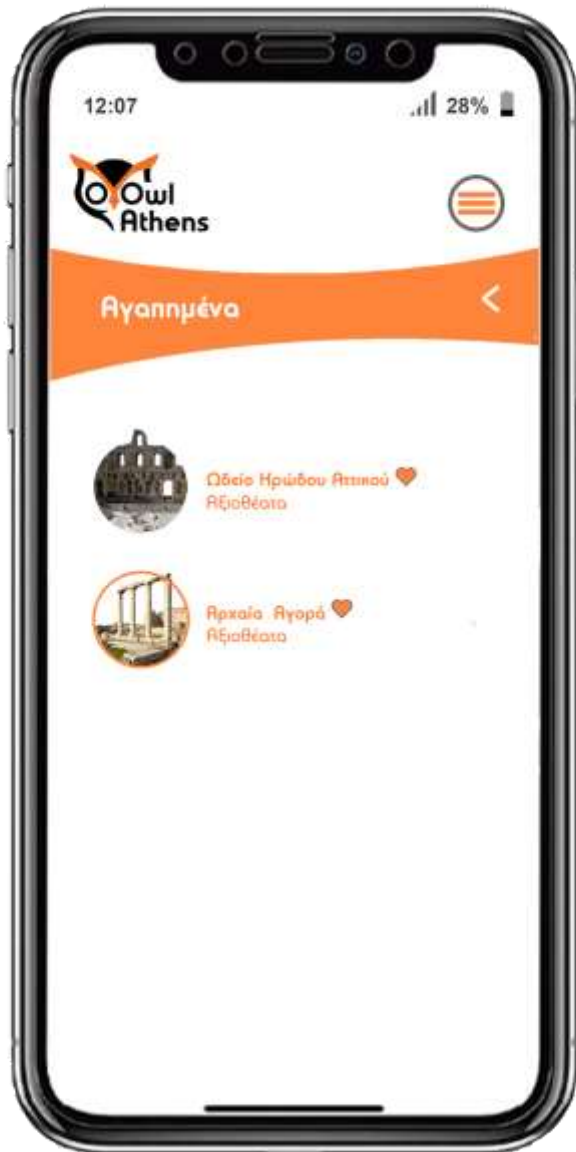 12:07
28%
Owl
Athens
Αγαπημένα
Ωδείο Ηρώδου Αττικού
Αξιοθέατα
Αρχαία Αγορά
Αξιοθέατα